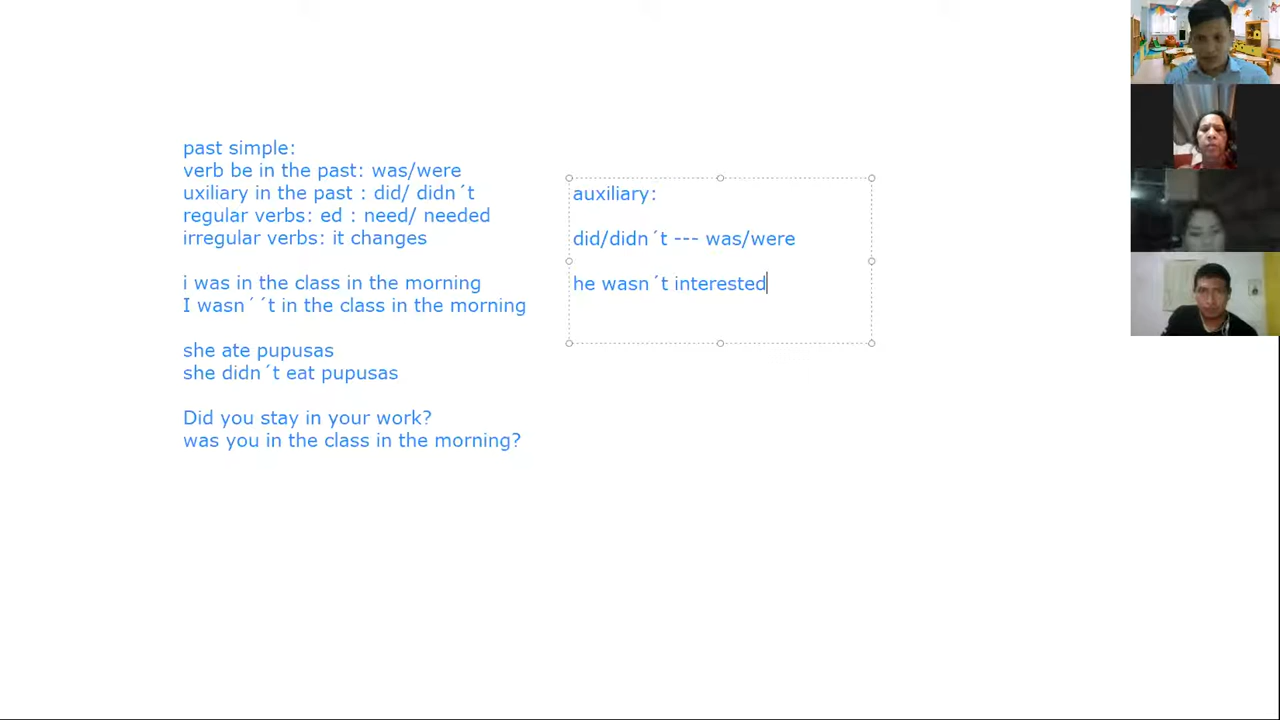 past simple:
verb be in the past: was/were
uxiliary in the past : did/ didn´t
regular verbs: ed : need/ needed
irregular verbs: it changes
i was in the class in the morning
I wasn´´t in the class in the morning
she ate pupusas
she didn´t eat pupusas
Did you stay in your work?
was you in the class in the morning?
auxiliary:
did/didn´t --- was/were
he wasn´t interested